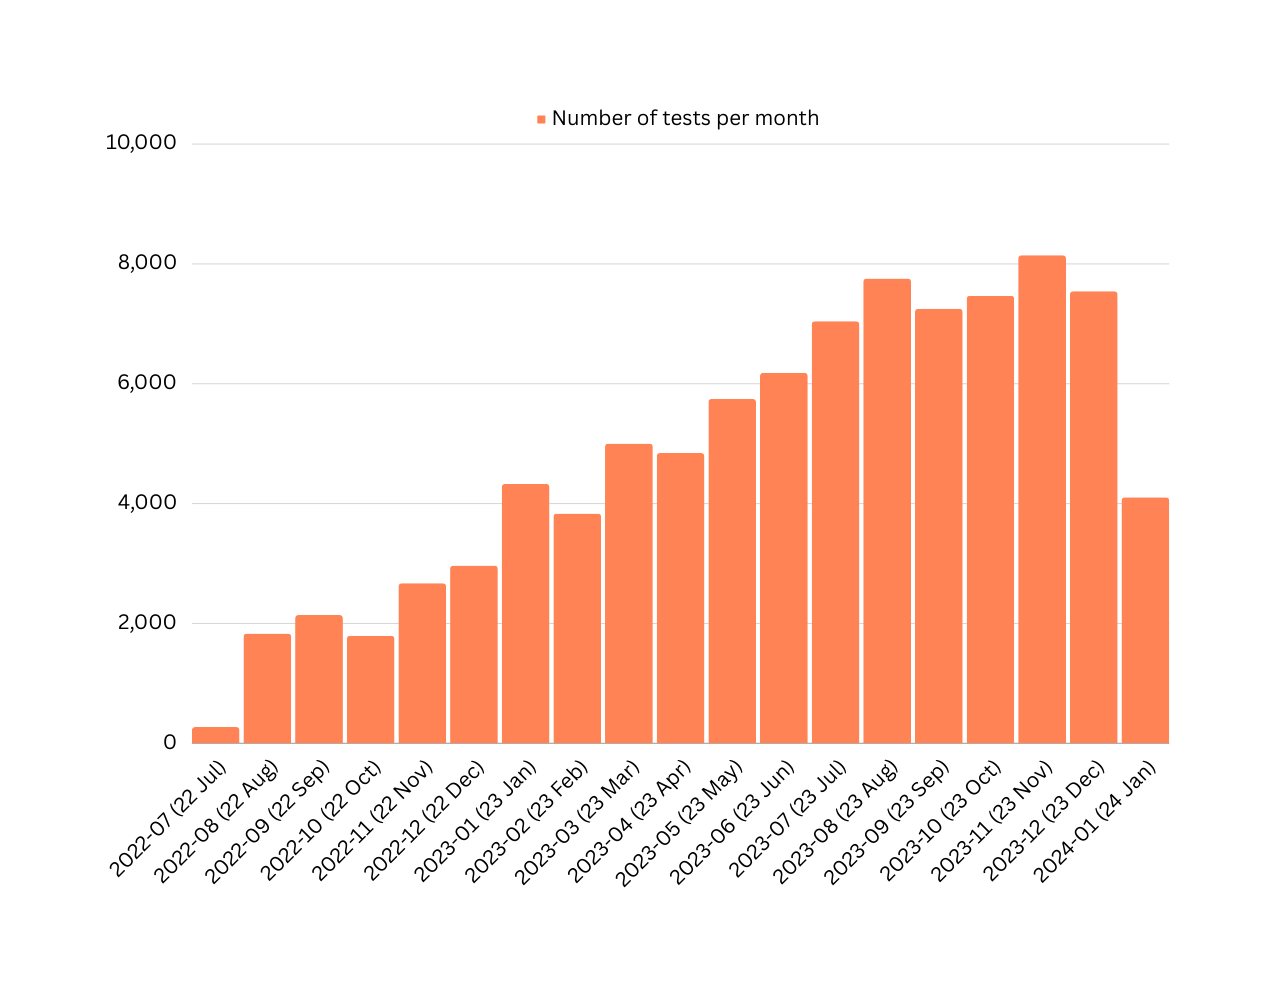 Number of tests per month
10,000
8,000
6,000
4,000
2,000
0
2022-07 (22 Jul)
2022-08 (22 Aug)
2022-09 (22 Sep)
2022-10 (22 Oct)
2022-11 (22 Nov)
2022-12 (22 Dec)
2023-01 (23 Jan)
2023-02 (23 Feb)
2023-03 (23 Mar)
2023-04 (23 Apr)
2023-05 (23 May)
2023-06 (23 Jun)
2023-07 (23 Jul)
2023-08 (23 Aug)
2023-09 (23 Sep)
2023-10 (23 Oct)
2023-11 (23 Nov)
2023-12 (23 Dec)
2024-01 (24 Jan)